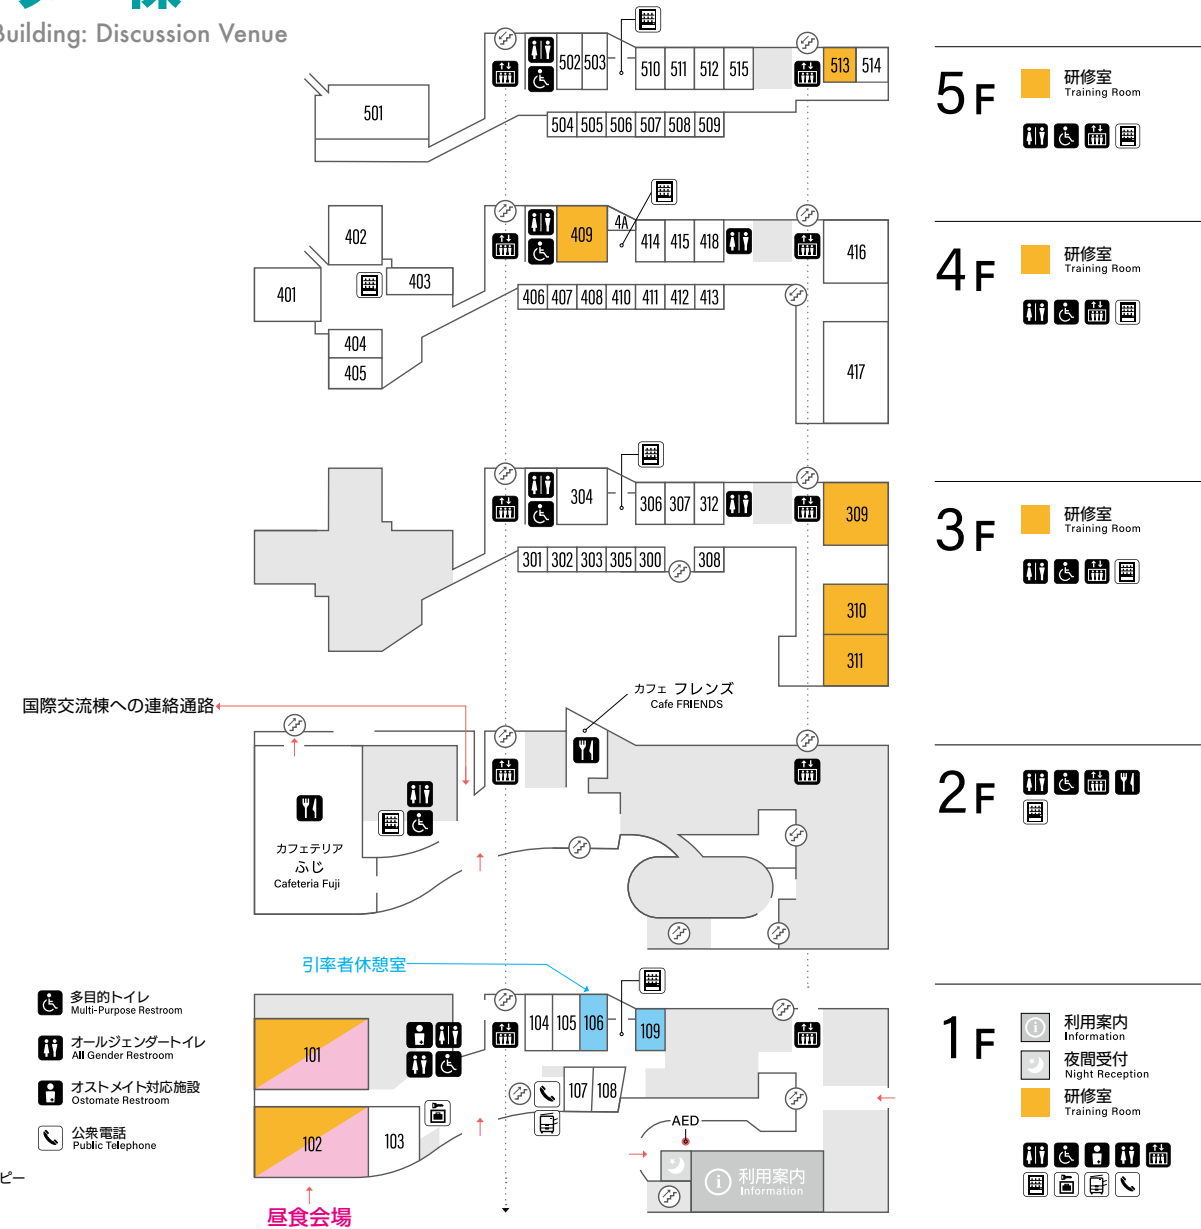 Building: Discussion Venue
501
502
503
510
511
512
515
513
514
504
505
506
507
508
509
5F
研修室
Training Room
402
401
403
404
405
409
4A
414
415
418
416
406
407
408
410
411
412
413
417
4F
研修室
Training Room
304
306
307
312
309
301
302
303
305
300
308
310
311
3F
研修室
Training Room
国際交流棟への連絡通路
カフェ フレンズ
Cafe FRIENDS
カフェテリア
ふじ
Cafeteria Fuji
2F
引率者休憩室
多目的トイレ
Multi-Purpose Restroom
オールジェンダートイレ
All Gender Restroom
オストメイト対応施設
Ostomate Restroom
公衆電話
Public Telephone
ピー
101
102
103
104
105
106
109
107
108
AED
利用案内
Information
昼食会場
1F
利用案内
Information
夜間受付
Night Reception
研修室
Training Room